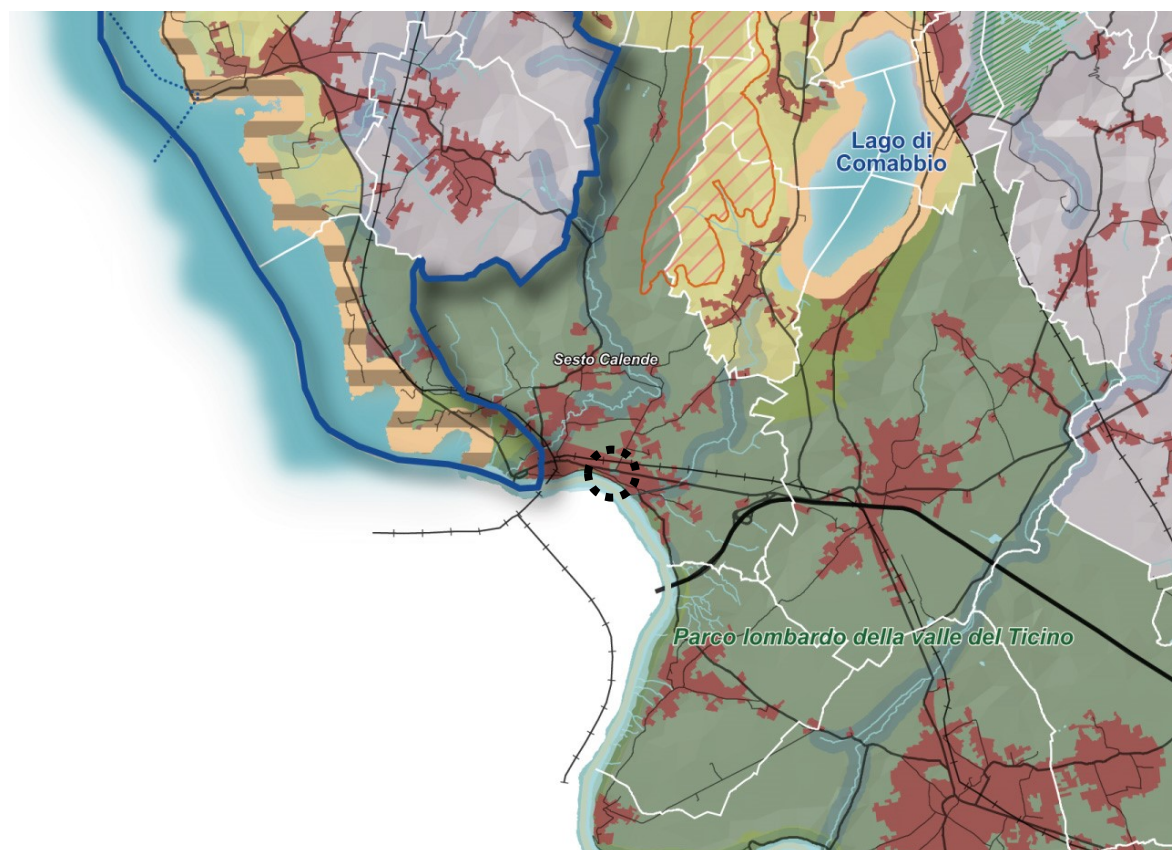 Lago di
Comabbio
Sesto Calende
Parco lombardo della valle del Ticino